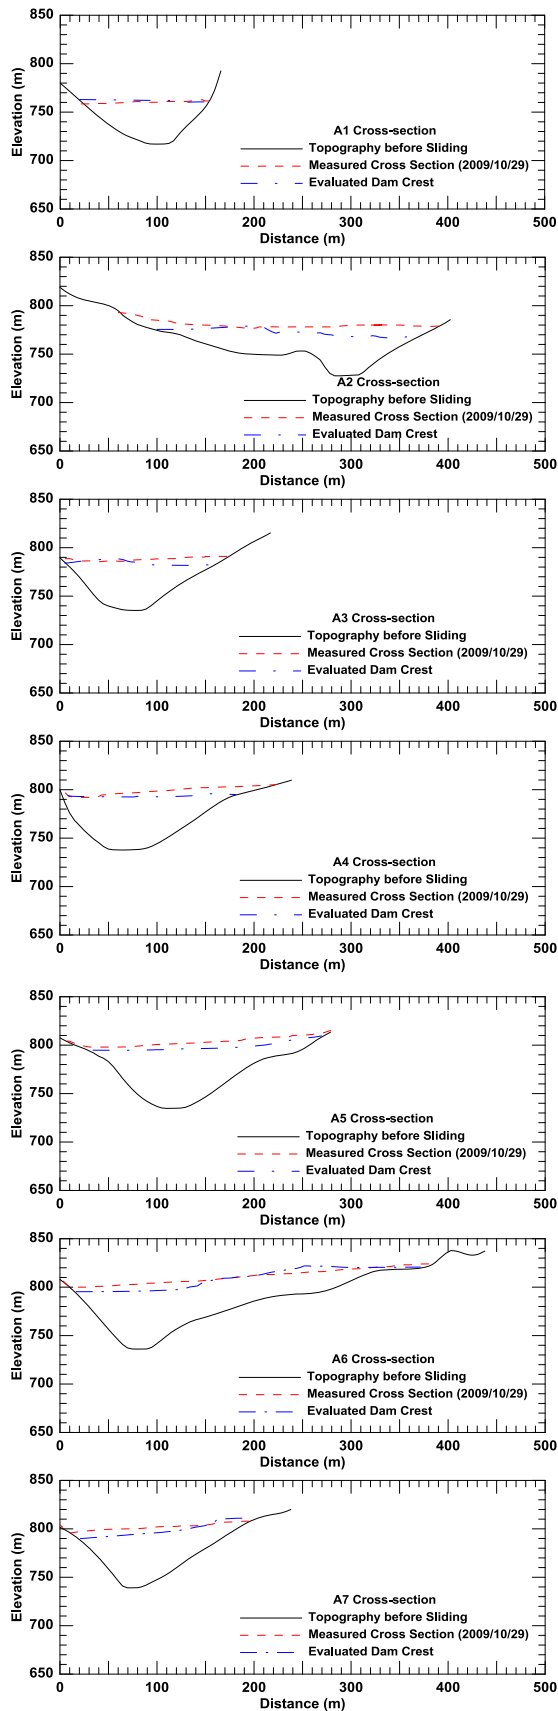 850
800
750
700
650
Elevation (m)
A1 Cross-section
Topography before Sliding
Measured Cross Section (2009/10/29)
Evaluated Dam Crest
0 100 200 300 400 500
Distance (m)
850
800
750
700
650
Elevation (m)
A2 Cross-section
Topography before Sliding
Measured Cross Section (2009/10/29)
Evaluated Dam Crest
0 100 200 300 400 500
Distance (m)
850
800
750
700
650
Elevation (m)
A3 Cross-section
Topography before Sliding
Measured Cross Section (2009/10/29)
Evaluated Dam Crest
0 100 200 300 400 500
Distance (m)
850
800
750
700
650
Elevation (m)
A4 Cross-section
Topography before Sliding
Measured Cross Section (2009/10/29)
Evaluated Dam Crest
0 100 200 300 400 500
Distance (m)
850
800
750
700
650
Elevation (m)
A5 Cross-section
Topography before Sliding
Measured Cross Section (2009/10/29)
Evaluated Dam Crest
0 100 200 300 400 500
Distance (m)
850
800
750
700
650
Elevation (m)
A6 Cross-section
Topography before Sliding
Measured Cross Section (2009/10/29)
Evaluated Dam Crest
0 100 200 300 400 500
Distance (m)
850
800
750
700
650
Elevation (m)
A7 Cross-section
Topography before Sliding
Measured Cross Section (2009/10/29)
Evaluated Dam Crest
0 100 200 300 400 500
Distance (m)